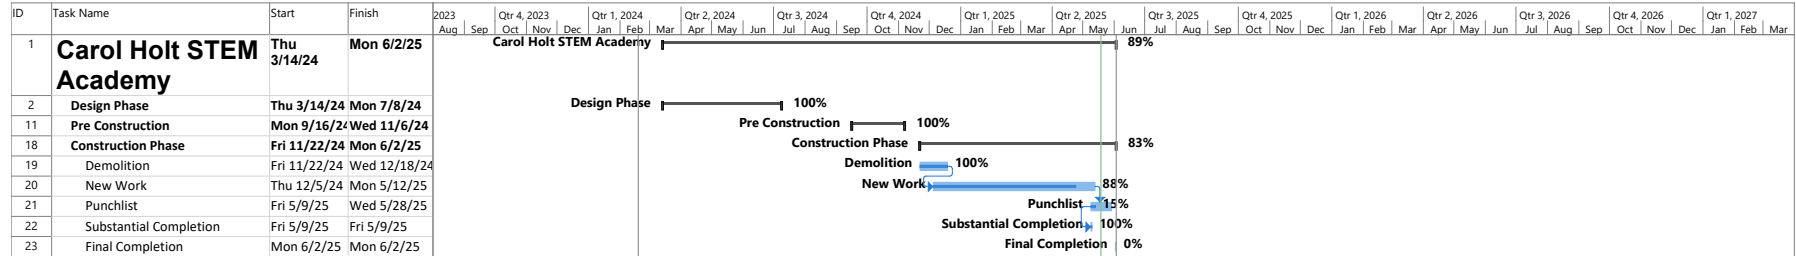 ID Task Name Start Finish 2023 Qtr 4, 2023 Qtr 1, 2024 Qtr 2, 2024 Qtr 3, 2024 Qtr 4, 2024 Qtr 1, 2025 Qtr 2, 2025 Qtr 3, 2025 Qtr 4, 2025 Qtr 1, 2026 Qtr 2, 2026 Qtr 3, 2026 Qtr 4, 2026 Qtr 1, 2027
Aug Sep Oct Nov Dec Jan Feb Mar Apr May Jun Jul Aug Sep Oct Nov Dec Jan Feb Mar Apr May Jun Jul Aug Sep Oct Nov Dec Jan Feb Mar Apr May Jun Jul Aug Sep Oct Nov Dec Jan Feb Mar
1 Carol Holt STEM Thu Mon 6/2/25 Carol Holt STEM Academy 89%
Academy 3/14/24
2 Design Phase Thu 3/14/24 Mon 7/8/24 Design Phase 100%
11 Pre Construction Mon 9/16/24 Wed 11/6/24 Pre Construction 100%
18 Construction Phase Fri 11/22/24 Mon 6/2/25 Construction Phase 83%
19 Demolition Fri 11/22/24 Wed 12/18/24 Demolition 100%
20 New Work Thu 12/5/24 Mon 5/12/25 New Work 88%
21 Punchlist Fri 5/9/25 Wed 5/28/25 Punchlist 15%
22 Substantial Completion Fri 5/9/25 Fri 5/9/25 Substantial Completion 100%
23 Final Completion Mon 6/2/25 Mon 6/2/25 Final Completion 0%